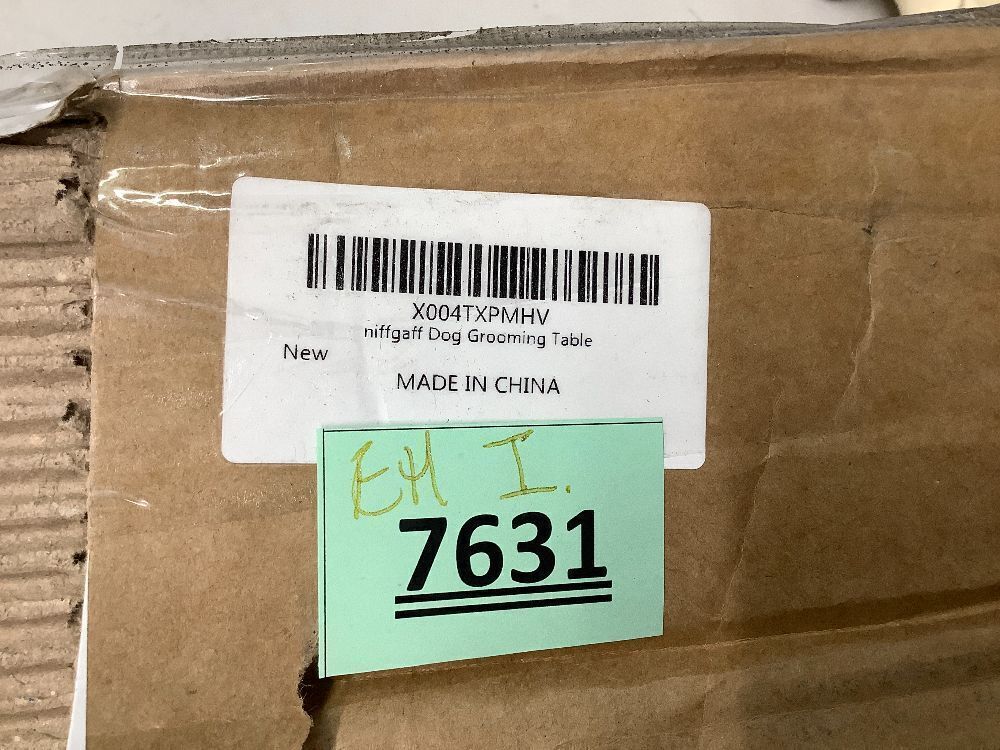 X004TXPMHV
niffgaff Dog Grooming Table
New
MADE IN CHINA
EH I.
7631